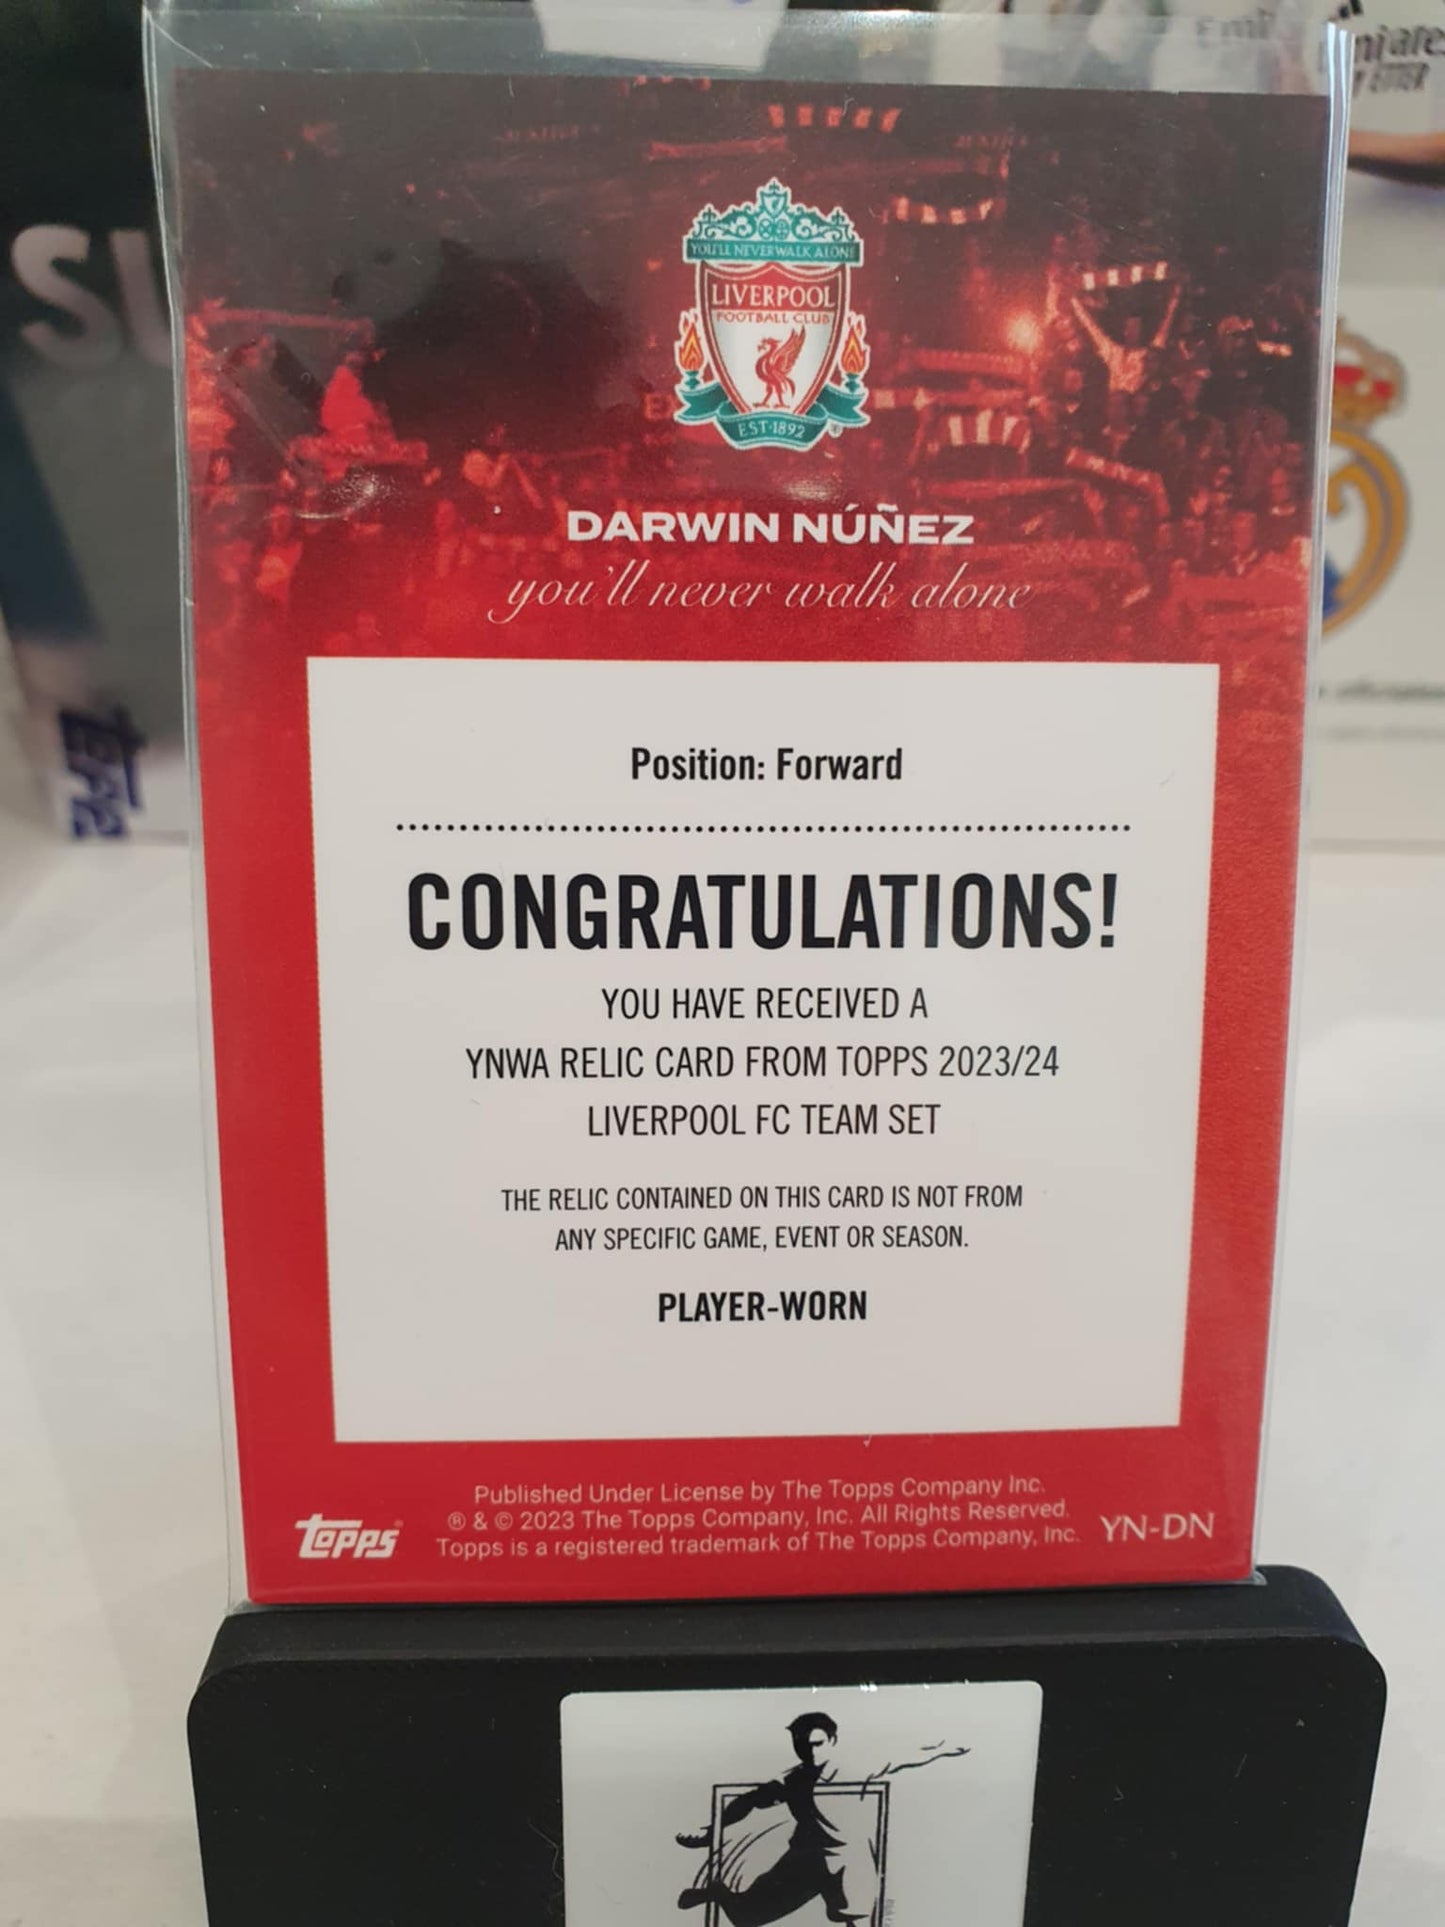 SU
Emirates
FLY BETTER
YOU'LL NEVER WALK ALONE
LIVERPOOL
FOOTBALL CLUB
EST·1892
DARWIN NÚÑEZ
you'll never walk alone
Position: Forward
CONGRATULATIONS!
YOU HAVE RECEIVED A
YNWA RELIC CARD FROM TOPPS 2023/24
LIVERPOOL FC TEAM SET
THE RELIC CONTAINED ON THIS CARD IS NOT FROM
ANY SPECIFIC GAME, EVENT OR SEASON.
PLAYER-WORN
Published Under License by The Topps Company Inc.
® & © 2023 The Topps Company, Inc. All Rights Reserved.
Topps is a registered trademark of The Topps Company, Inc.
Topps
YN-DN